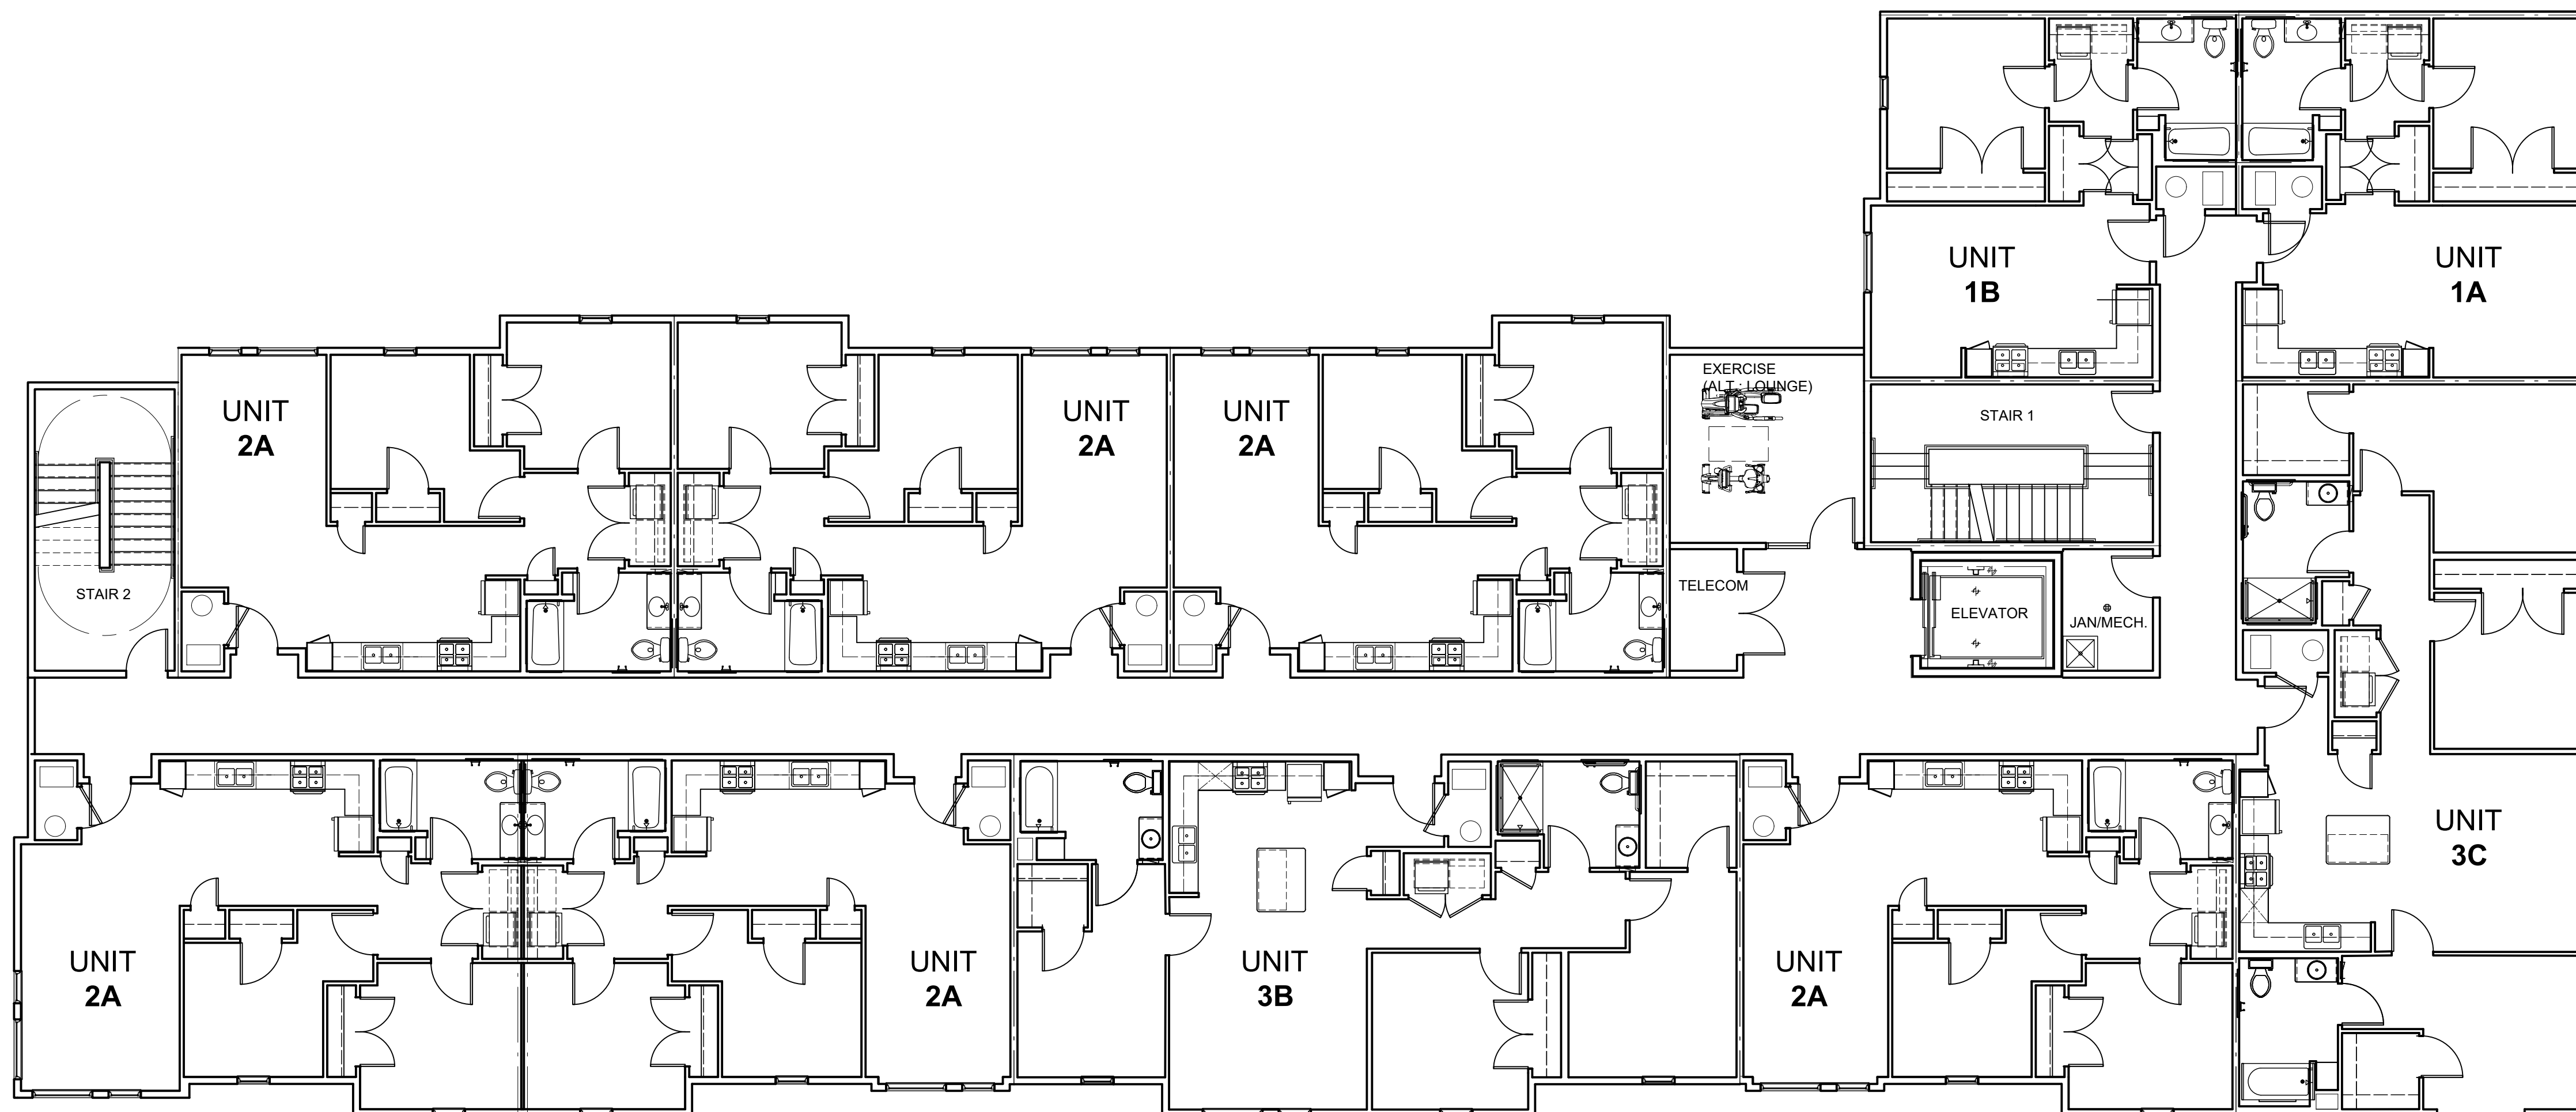 UNIT
1B
UNIT
1A
UNIT
2A
UNIT
2A
UNIT
2A
EXERCISE
(ALT.: LOUNGE)
STAIR 1
STAIR 2
TELECOM
ELEVATOR
JAN/MECH.
UNIT
2A
UNIT
2A
UNIT
3B
UNIT
2A
UNIT
3C